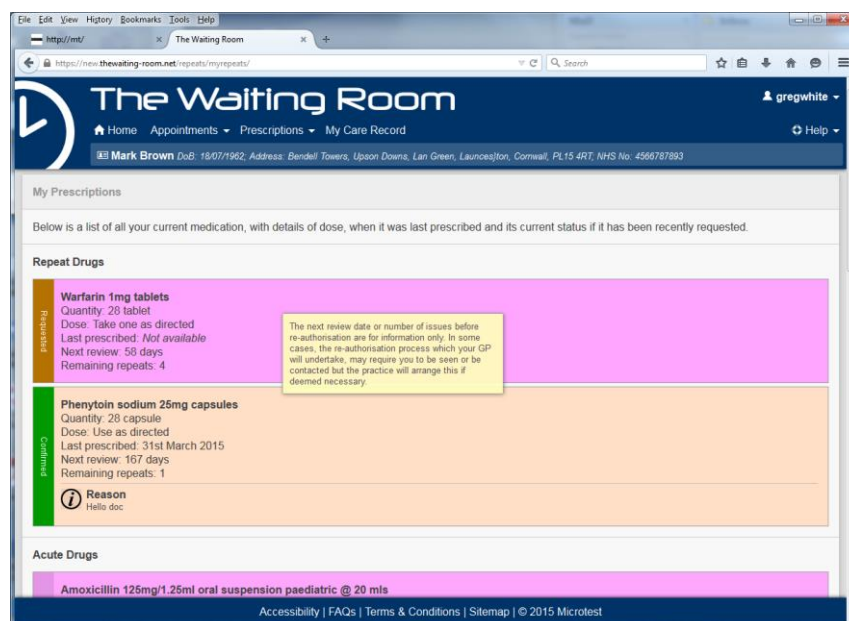 File Edit View History Bookmarks Tools Help
http://mt/ × The Waiting Room × +
https://new.thewaiting-room.net/repeats/myrepeats/ Search
The Waiting Room
gregwhite
Home Appointments Prescriptions My Care Record Help
Mark Brown DoB: 18/07/1962; Address: Bendell Towers, Upson Downs, Lan Green, Launces]ton, Cornwall, PL15 4RT; NHS No: 4566787893
My Prescriptions
Below is a list of all your current medication, with details of dose, when it was last prescribed and its current status if it has been recently requested.
Repeat Drugs
Requested
Warfarin 1mg tablets
Quantity: 28 tablet
Dose: Take one as directed
Last prescribed: Not available
Next review: 58 days
Remaining repeats: 4
The next review date or number of issues before
re-authorisation are for information only. In some
cases, the re-authorisation process which your GP
will undertake, may require you to be seen or be
contacted but the practice will arrange this if
deemed necessary.
Confirmed
Phenytoin sodium 25mg capsules
Quantity: 28 capsule
Dose: Use as directed
Last prescribed: 31st March 2015
Next review: 167 days
Remaining repeats: 1
Reason
Hello doc
Acute Drugs
Amoxicillin 125mg/1.25ml oral suspension paediatric @ 20 mls
Accessibility | FAQs | Terms & Conditions | Sitemap | © 2015 Microtest